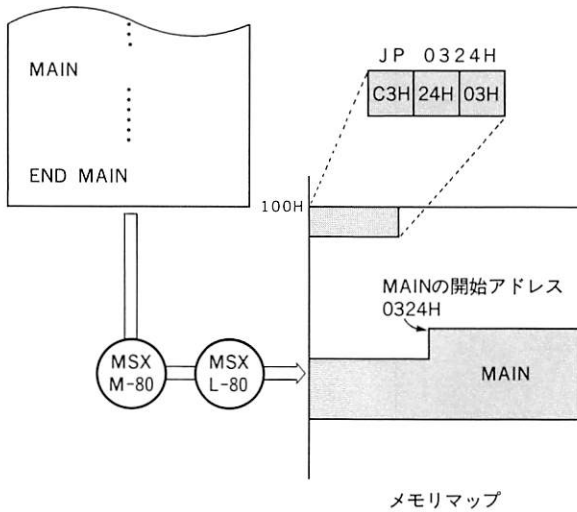 MAIN
END MAIN
JP 0324H
C3H 24H 03H
100H
MAINの開始アドレス
0324H
MSX
M-80
MSX
L-80
MAIN
メモリマップ